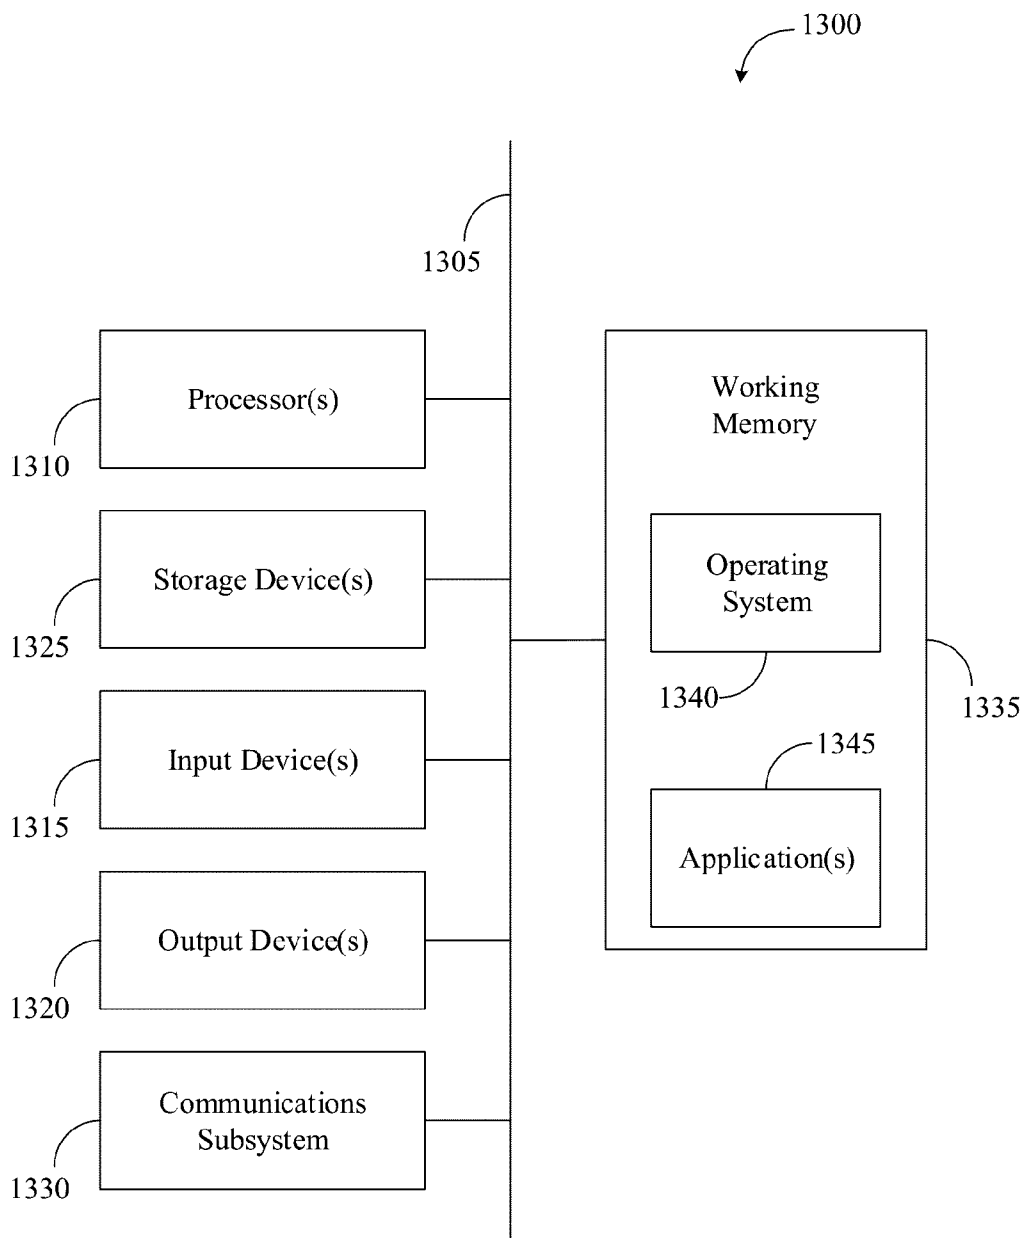 1300
1305
Processor(s)
1310
Storage Device(s)
1325
Input Device(s)
1315
Output Device(s)
1320
Communications
Subsystem
1330
Working
Memory
Operating
System
1340
1335
1345
Application(s)